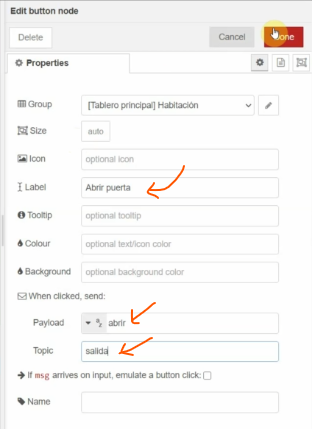 Edit button node
Delete
Cancel
Properties
Group
[Tablero principal] Habitación
Size
auto
Icon
optional icon
Label
Abrir puerta
Tooltip
optional tooltip
Colour
optional text/icon color
Background
optional background color
When clicked, send:
Payload
a z
abrir
Topic
salida
If msg arrives on input, emulate a button click:
Name